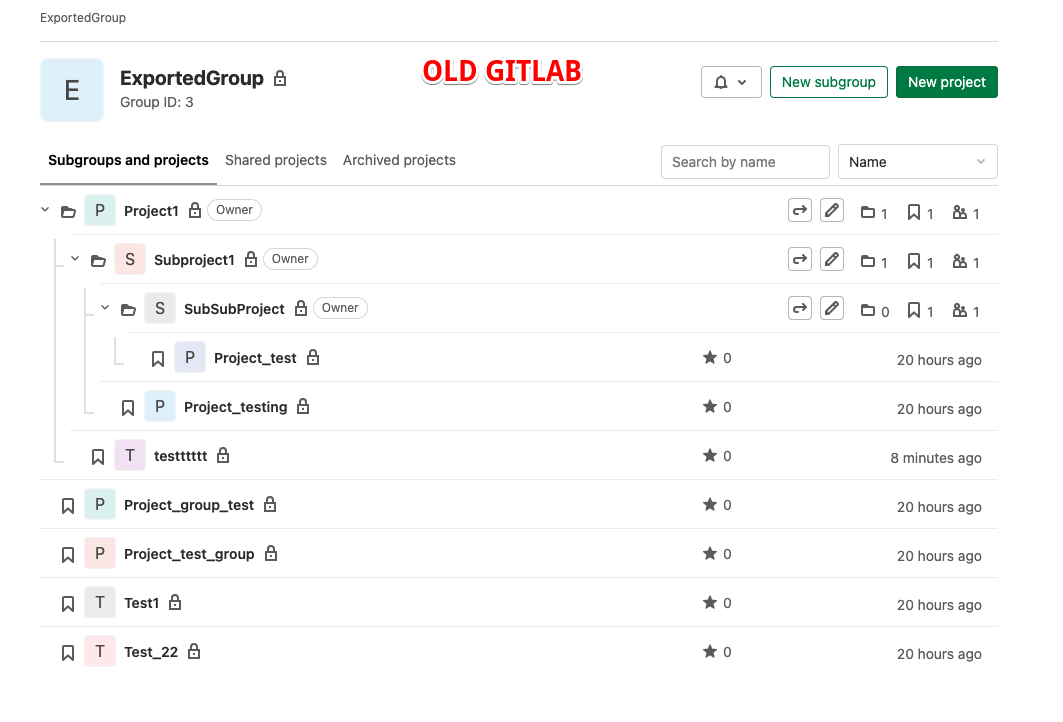 ExportedGroup
E
ExportedGroup
Group ID: 3
OLD GITLAB
New subgroup
New project
Subgroups and projects Shared projects Archived projects
Search by name
Name
P Project1 Owner 1 1 1
S Subproject1 Owner 1 1 1
S SubSubProject Owner 0 1 1
P Project_test 0 20 hours ago
P Project_testing 0 20 hours ago
T testttttt 0 8 minutes ago
P Project_group_test 0 20 hours ago
P Project_test_group 0 20 hours ago
T Test1 0 20 hours ago
T Test_22 0 20 hours ago